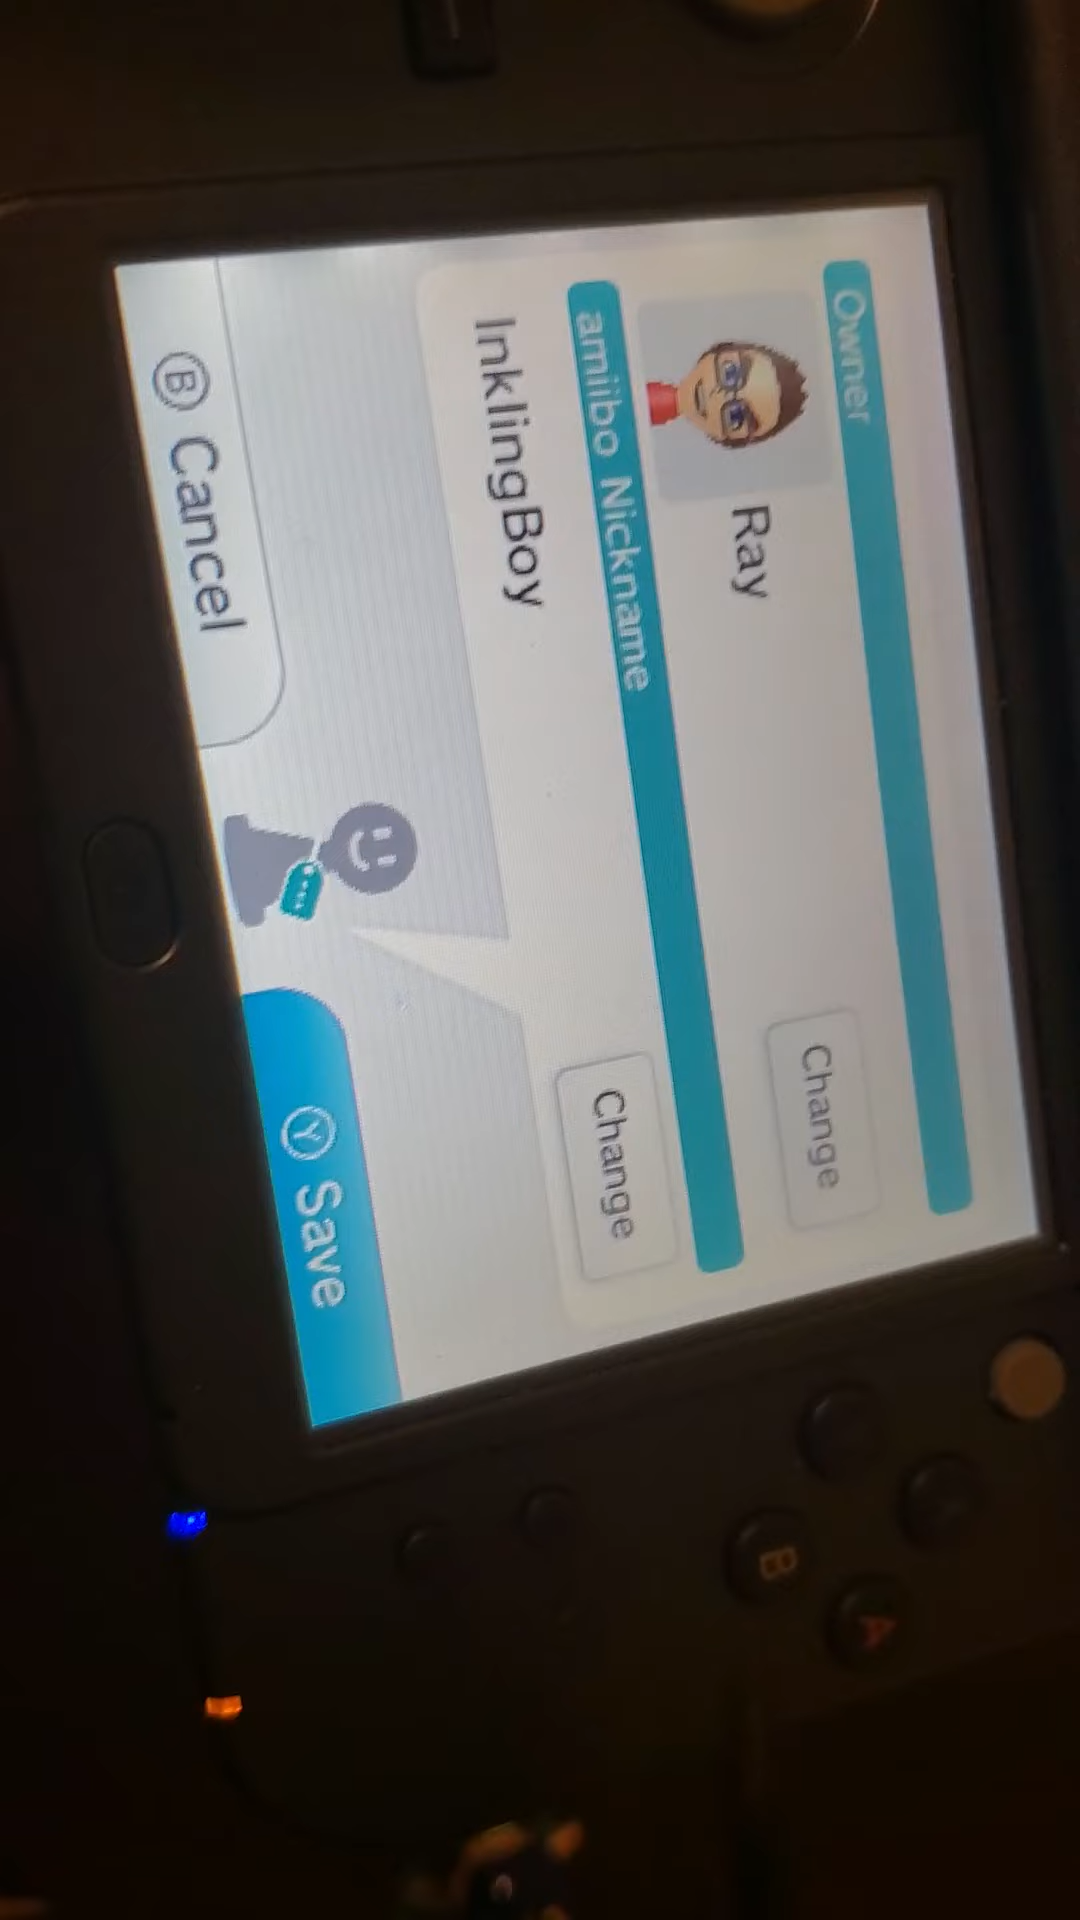 Owner
Ray
Change
amiibo Nickname
InklingBoy
Change
Ⓑ Cancel
Ⓨ Save
B
A